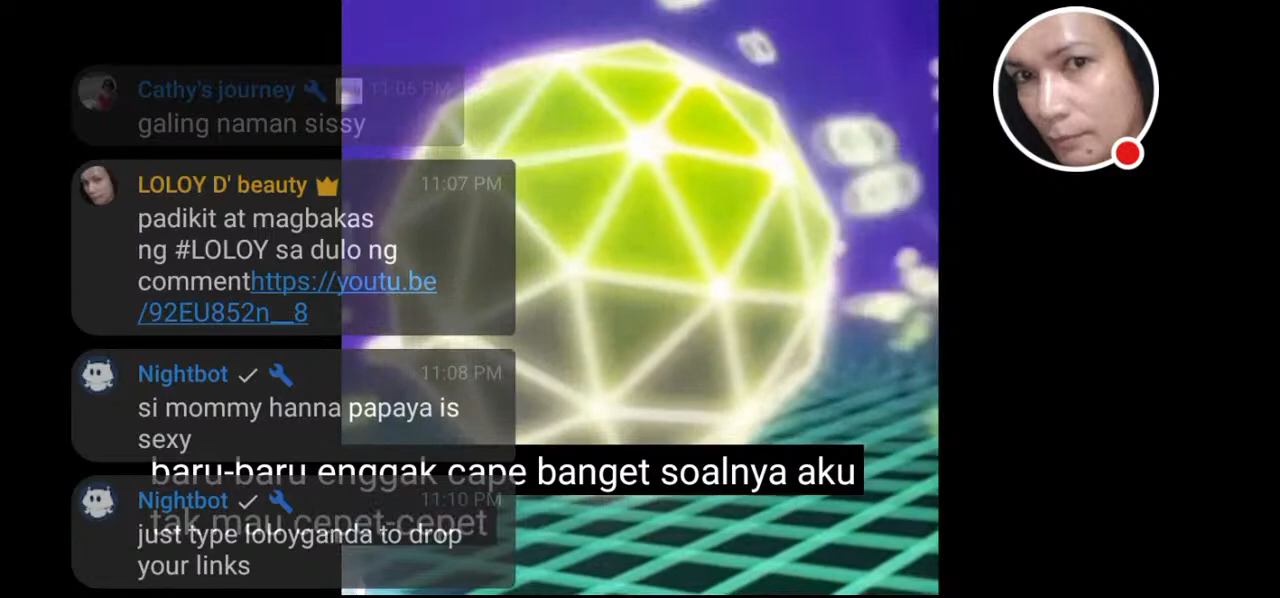 Cathy's journey 11:06 PM
galing naman sissy
LOLOY D' beauty 11:07 PM
padikit at magbakas
ng #LOLOY sa dulo ng
commenthttps://youtu.be
/92EU852n__8
Nightbot 11:08 PM
si mommy hanna papaya is
sexy
baru-baru enggak cape banget soalnya aku
tak mau cepet-cepet
Nightbot 11:10 PM
just type loloyganda to drop
your links